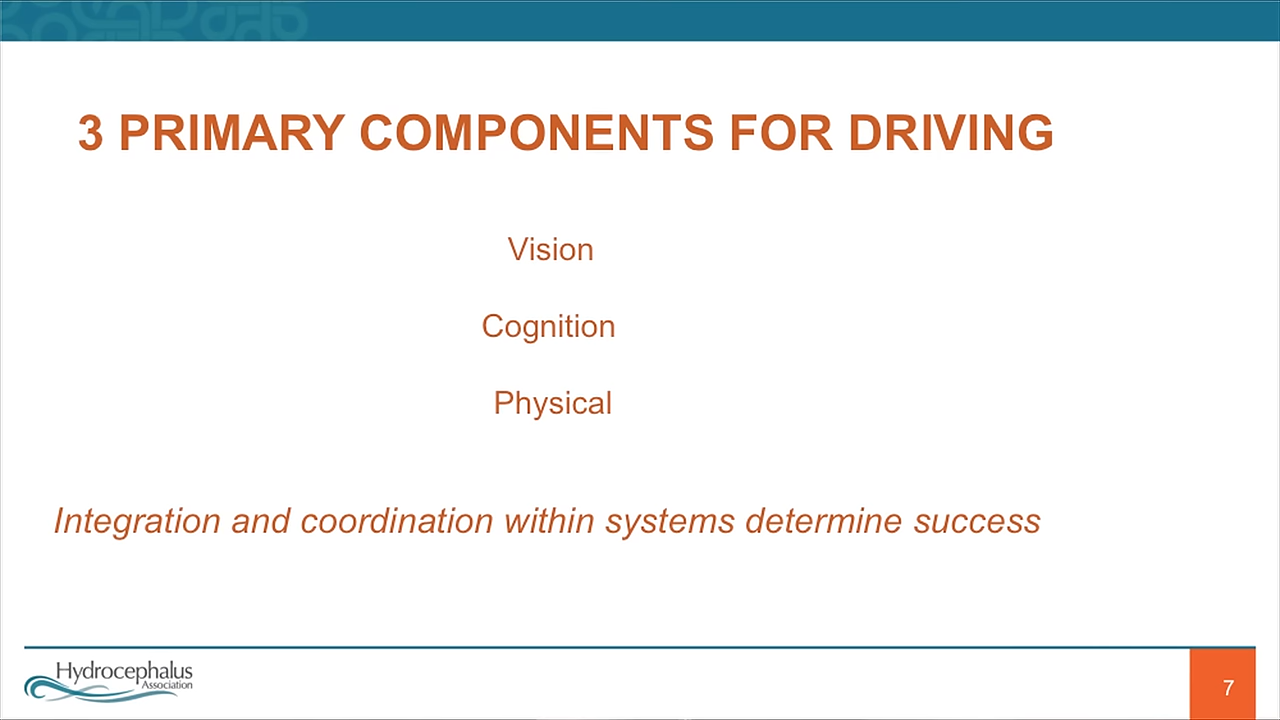 3 PRIMARY COMPONENTS FOR DRIVING
Vision
Cognition
Physical
Integration and coordination within systems determine success
Hydrocephalus
Association
7